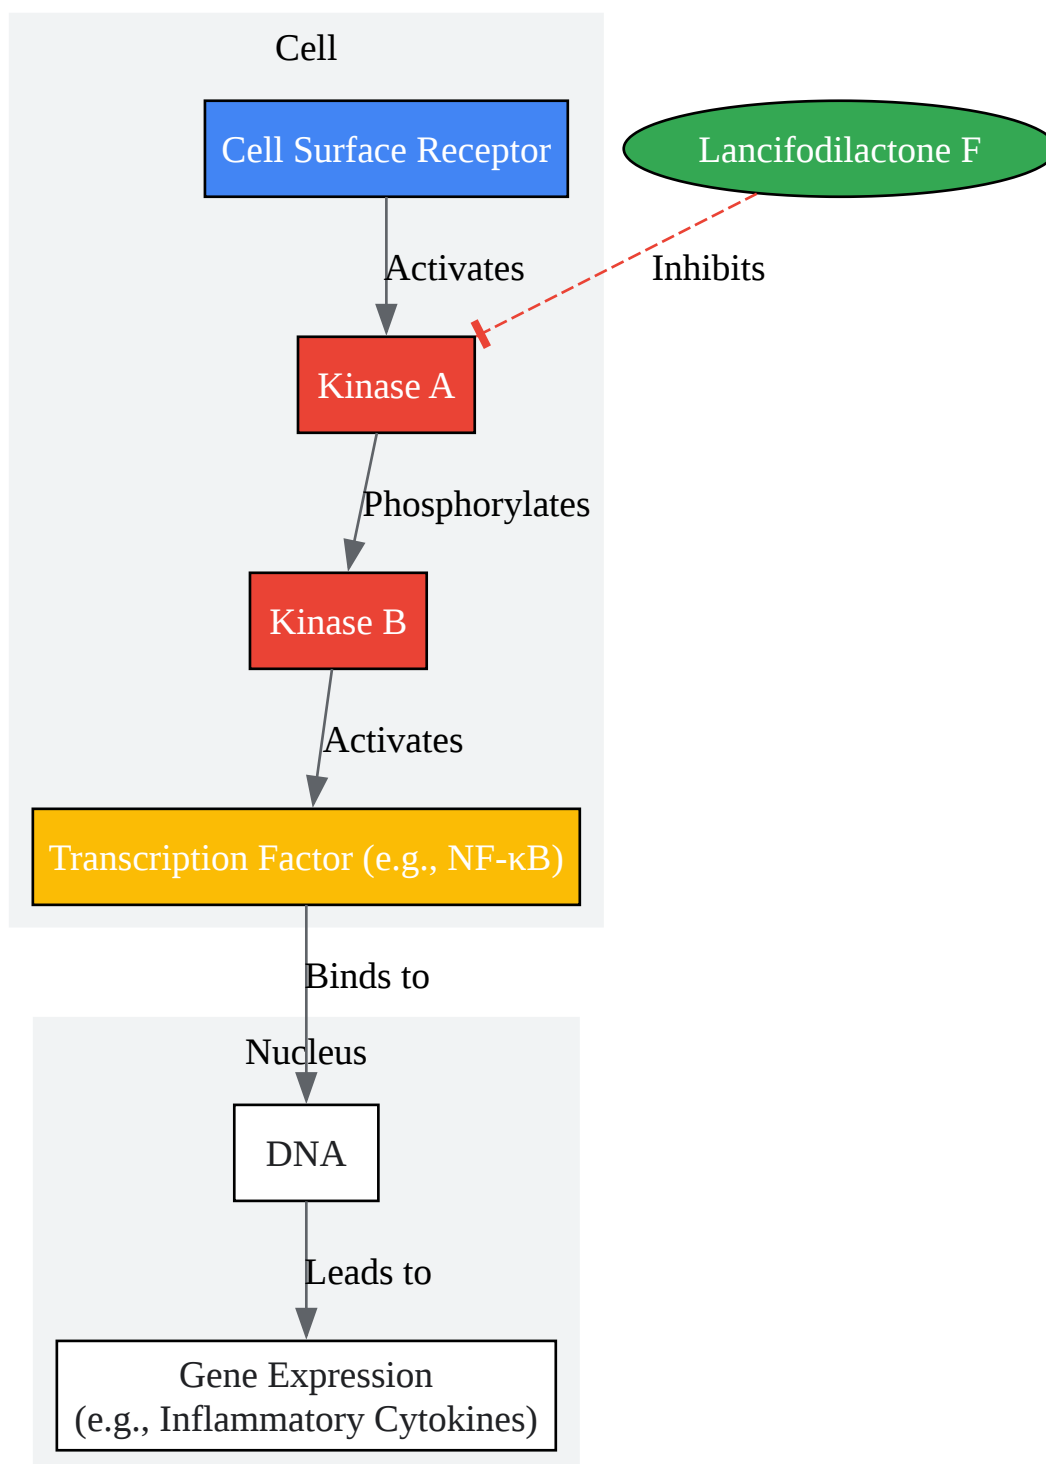 Cell
Cell Surface Receptor
Lancifodilactone F
Activates
Inhibits
Kinase A
Phosphorylates
Kinase B
Activates
Transcription Factor (e.g., NF-κB)
Binds to
Nucleus
DNA
Leads to
Gene Expression
(e.g., Inflammatory Cytokines)